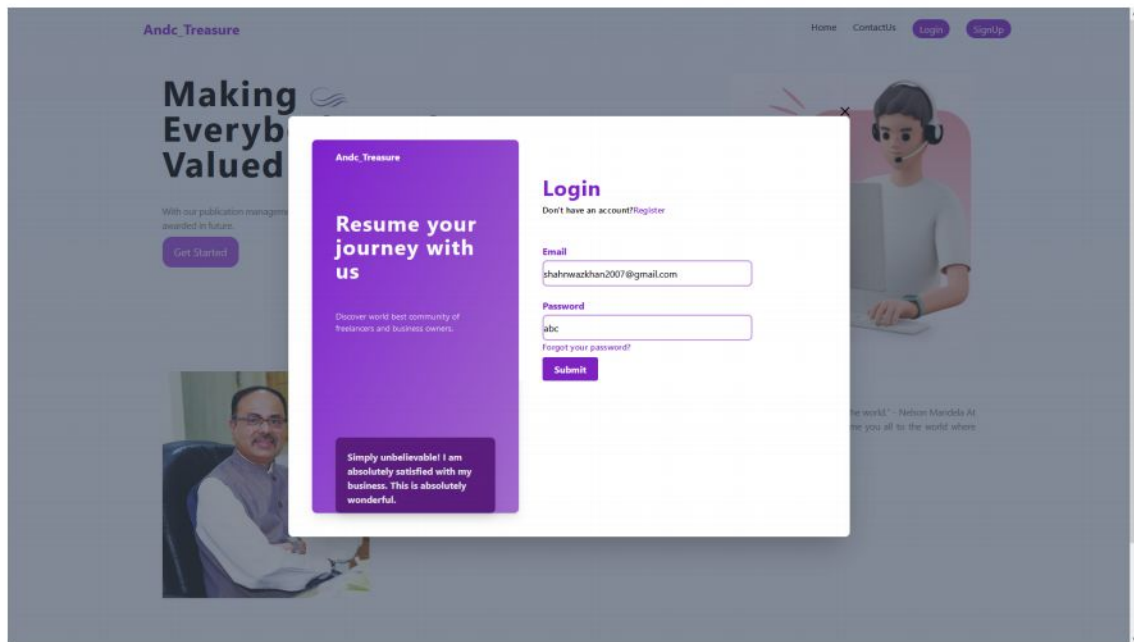 Andc_Treasure
Home ContactUs Login SignUp
Making
Everyb
Valued
With our publication
awarded in future.
Get Started
Andc_Treasure
Resume your
journey with
us
Discover world best community of
freelancers and business owners.
Simply unbelievable! I am
absolutely satisfied with my
business. This is absolutely
wonderful.
Login
Don't have an account?Register
Email
shahnwazkhan2007@gmail.com
Password
abc
Forgot your password?
Submit
he world." - Nelson Mandela At
me you all to the world where